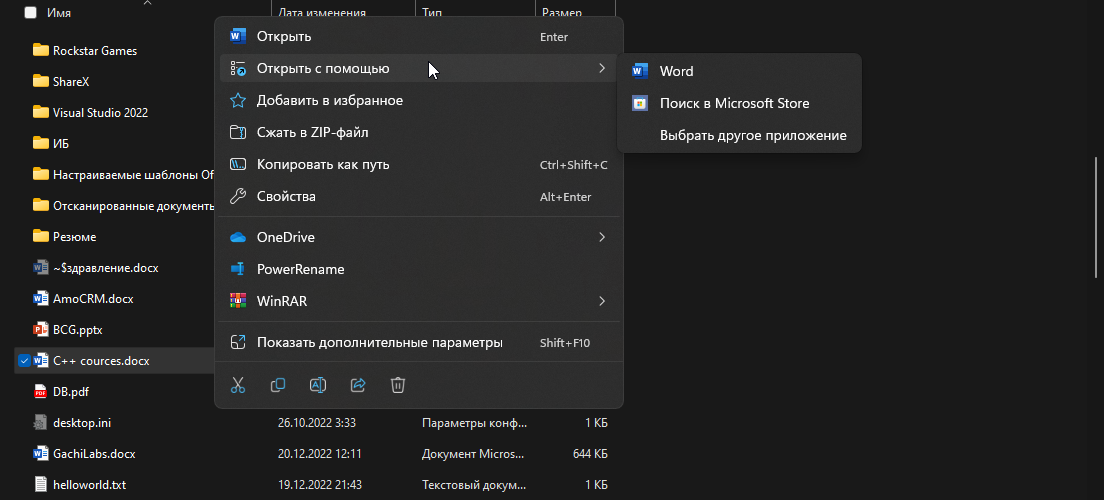 Имя
Дата изменения
Тип
Размер
Rockstar Games
ShareX
Visual Studio 2022
ИБ
Настраиваемые шаблоны Of
Отсканированные документы
Резюме
~$здравление.docx
AmoCRM.docx
BCG.pptx
C++ cources.docx
DB.pdf
desktop.ini 26.10.2022 3:33 Параметры конф... 1 КБ
GachiLabs.docx 20.12.2022 12:11 Документ Micros... 644 КБ
helloworld.txt 19.12.2022 21:43 Текстовый докум... 1 КБ
Открыть Enter
Открыть с помощью
Добавить в избранное
Сжать в ZIP-файл
Копировать как путь Ctrl+Shift+C
Свойства Alt+Enter
OneDrive
PowerRename
WinRAR
Показать дополнительные параметры Shift+F10
Word
Поиск в Microsoft Store
Выбрать другое приложение